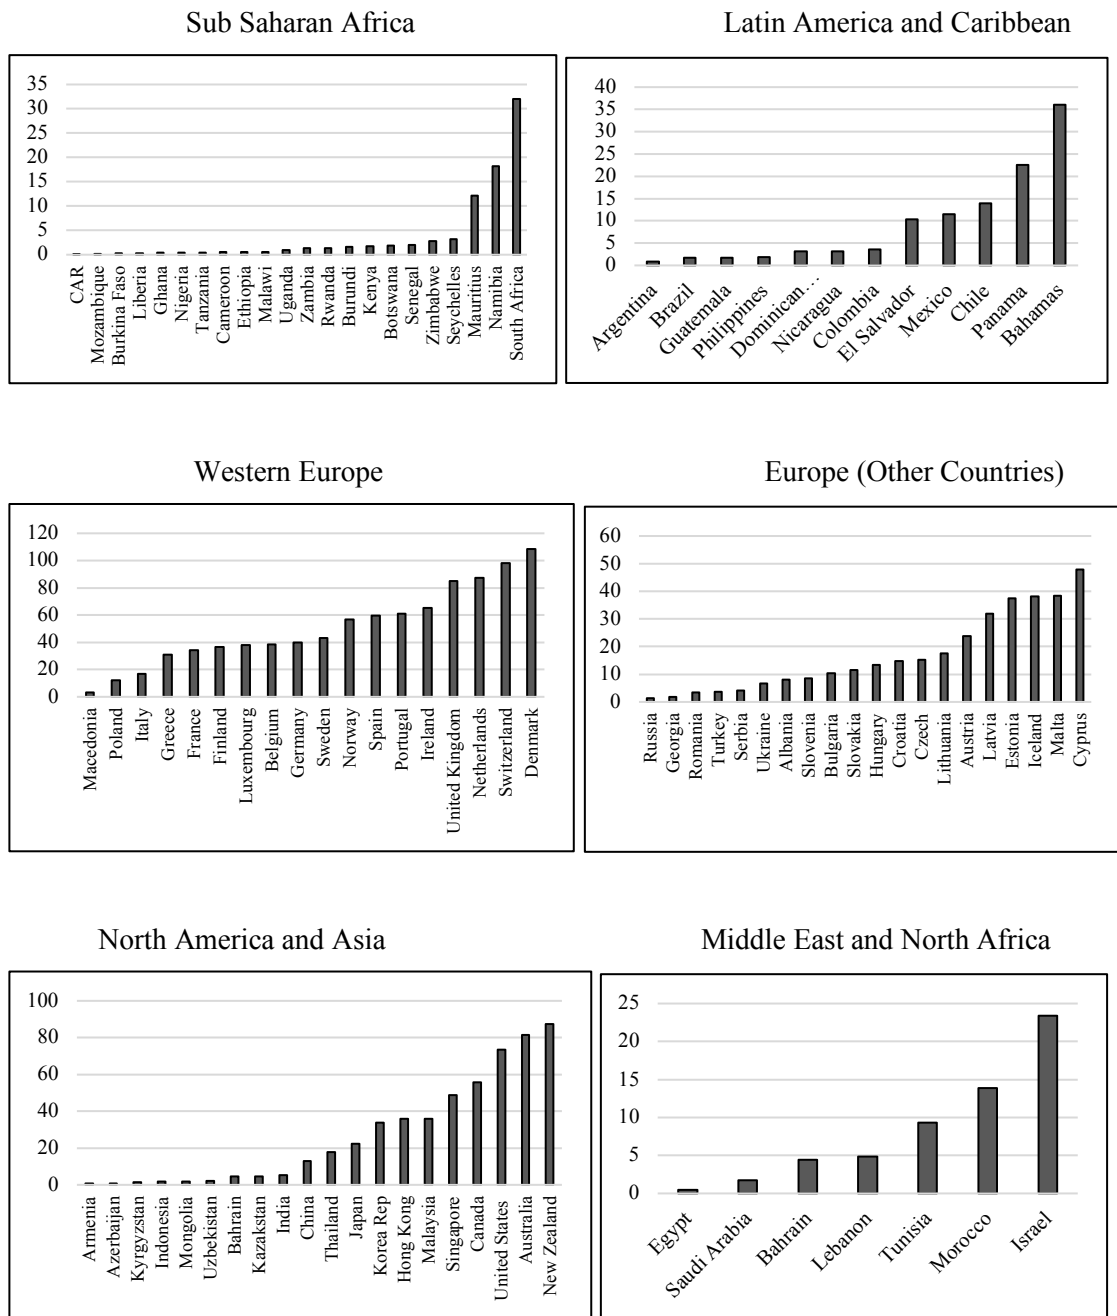 Sub Saharan Africa
35
30
25
20
15
10
5
0
CAR
Mozambique
Burkina Faso
Liberia
Ghana
Nigeria
Tanzania
Cameroon
Ethiopia
Malawi
Uganda
Zambia
Rwanda
Burundi
Kenya
Botswana
Senegal
Zimbabwe
Seychelles
Mauritius
Namibia
South Africa
Latin America and Caribbean
40
35
30
25
20
15
10
5
0
Argentina
Brazil
Guatemala
Philippines
Dominican…
Nicaragua
Colombia
El Salvador
Mexico
Chile
Panama
Bahamas
Western Europe
120
100
80
60
40
20
0
Macedonia
Poland
Italy
Greece
France
Finland
Luxembourg
Belgium
Germany
Sweden
Norway
Spain
Portugal
Ireland
United Kingdom
Netherlands
Switzerland
Denmark
Europe (Other Countries)
60
50
40
30
20
10
0
Russia
Georgia
Romania
Turkey
Serbia
Ukraine
Albania
Slovenia
Bulgaria
Slovakia
Hungary
Croatia
Czech
Lithuania
Austria
Latvia
Estonia
Iceland
Malta
Cyprus
North America and Asia
100
80
60
40
20
0
Armenia
Azerbaijan
Kyrgyzstan
Indonesia
Mongolia
Uzbekistan
Bahrain
Kazakstan
India
China
Thailand
Japan
Korea Rep
Hong Kong
Malaysia
Singapore
Canada
United States
Australia
New Zealand
Middle East and North Africa
25
20
15
10
5
0
Egypt
Saudi Arabia
Bahrain
Lebanon
Tunisia
Morocco
Israel